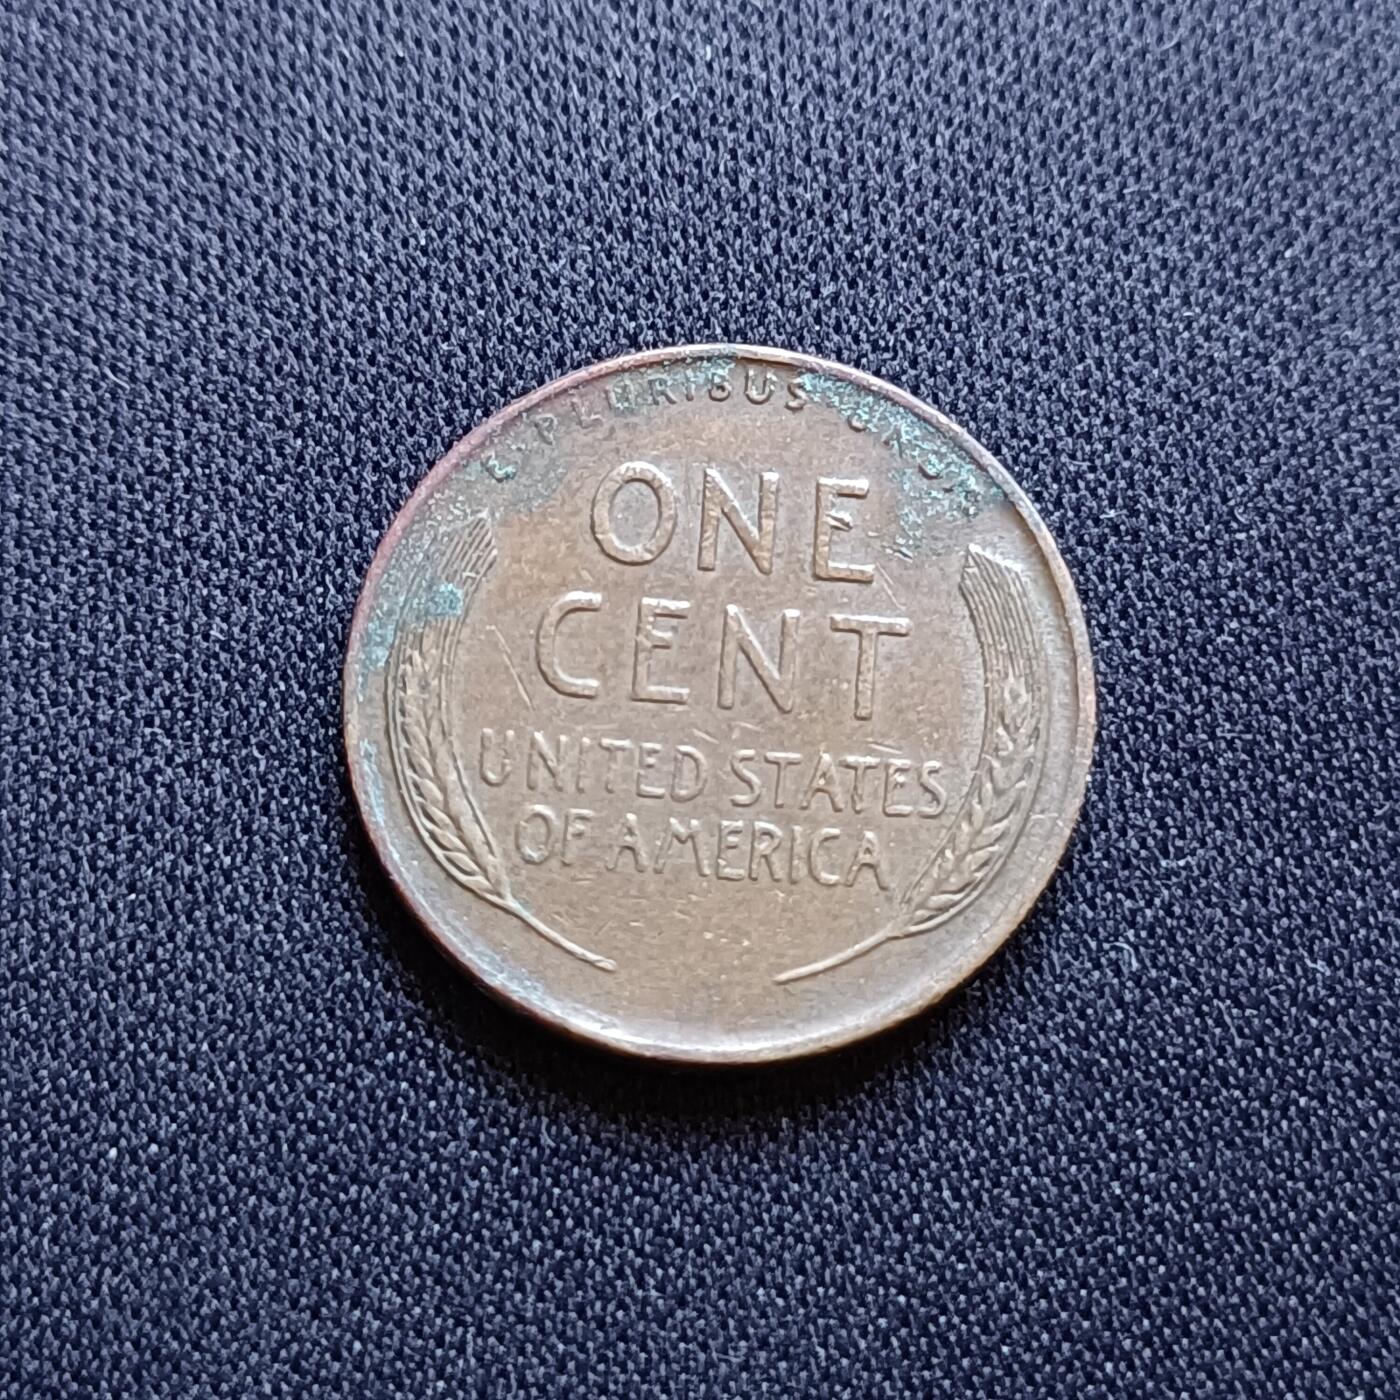 E·PLURIBUS·UNUM
ONE
CENT
UNITED STATES
OF AMERICA